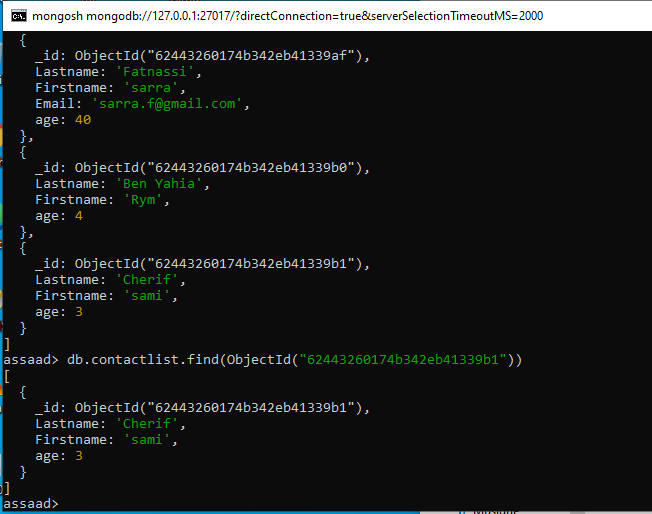 mongosh mongodb://127.0.0.1:27017/?directConnection=true&serverSelectionTimeoutMS=2000
{
_id: ObjectId("62443260174b342eb41339af"),
Lastname: 'Fatnassi',
Firstname: 'sarra',
Email: 'sarra.f@gmail.com',
age: 40
},
{
_id: ObjectId("62443260174b342eb41339b0"),
Lastname: 'Ben Yahia',
Firstname: 'Rym',
age: 4
},
{
_id: ObjectId("62443260174b342eb41339b1"),
Lastname: 'Cherif',
Firstname: 'sami',
age: 3
}
]
assaad> db.contactlist.find(ObjectId("62443260174b342eb41339b1"))
[
{
_id: ObjectId("62443260174b342eb41339b1"),
Lastname: 'Cherif',
Firstname: 'sami',
age: 3
}
]
assaad>